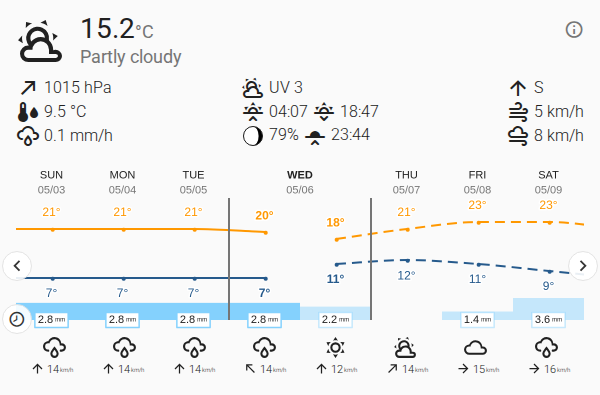 15.2°C
Partly cloudy
1015 hPa UV 3 S
9.5 °C 04:07 18:47 5 km/h
0.1 mm/h 79% 23:44 8 km/h
SUN MON TUE WED THU FRI SAT
05/03 05/04 05/05 05/06 05/07 05/08 05/09
21° 21° 21° 20° 18° 21° 23° 23°
7° 7° 7° 7° 11° 12° 11° 9°
2.8 mm 2.8 mm 2.8 mm 2.8 mm 2.2 mm 1.4 mm 3.6 mm
14 km/h 14 km/h 14 km/h 14 km/h 12 km/h 14 km/h 15 km/h 16 km/h